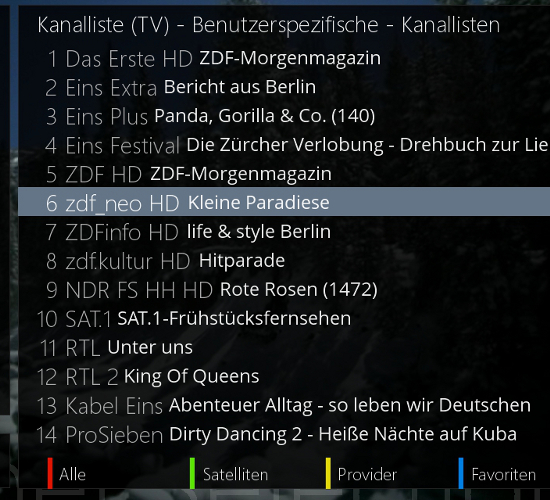 Kanalliste (TV) - Benutzerspezifische - Kanallisten
1 Das Erste HD ZDF-Morgenmagazin
2 Eins Extra Bericht aus Berlin
3 Eins Plus Panda, Gorilla & Co. (140)
4 Eins Festival Die Zürcher Verlobung - Drehbuch zur Lie
5 ZDF HD ZDF-Morgenmagazin
6 zdf_neo HD Kleine Paradiese
7 ZDFinfo HD life & style Berlin
8 zdf.kultur HD Hitparade
9 NDR FS HH HD Rote Rosen (1472)
10 SAT.1 SAT.1-Frühstücksfernsehen
11 RTL Unter uns
12 RTL 2 King Of Queens
13 Kabel Eins Abenteuer Alltag - so leben wir Deutschen
14 ProSieben Dirty Dancing 2 - Heiße Nächte auf Kuba
Alle Satelliten Provider Favoriten